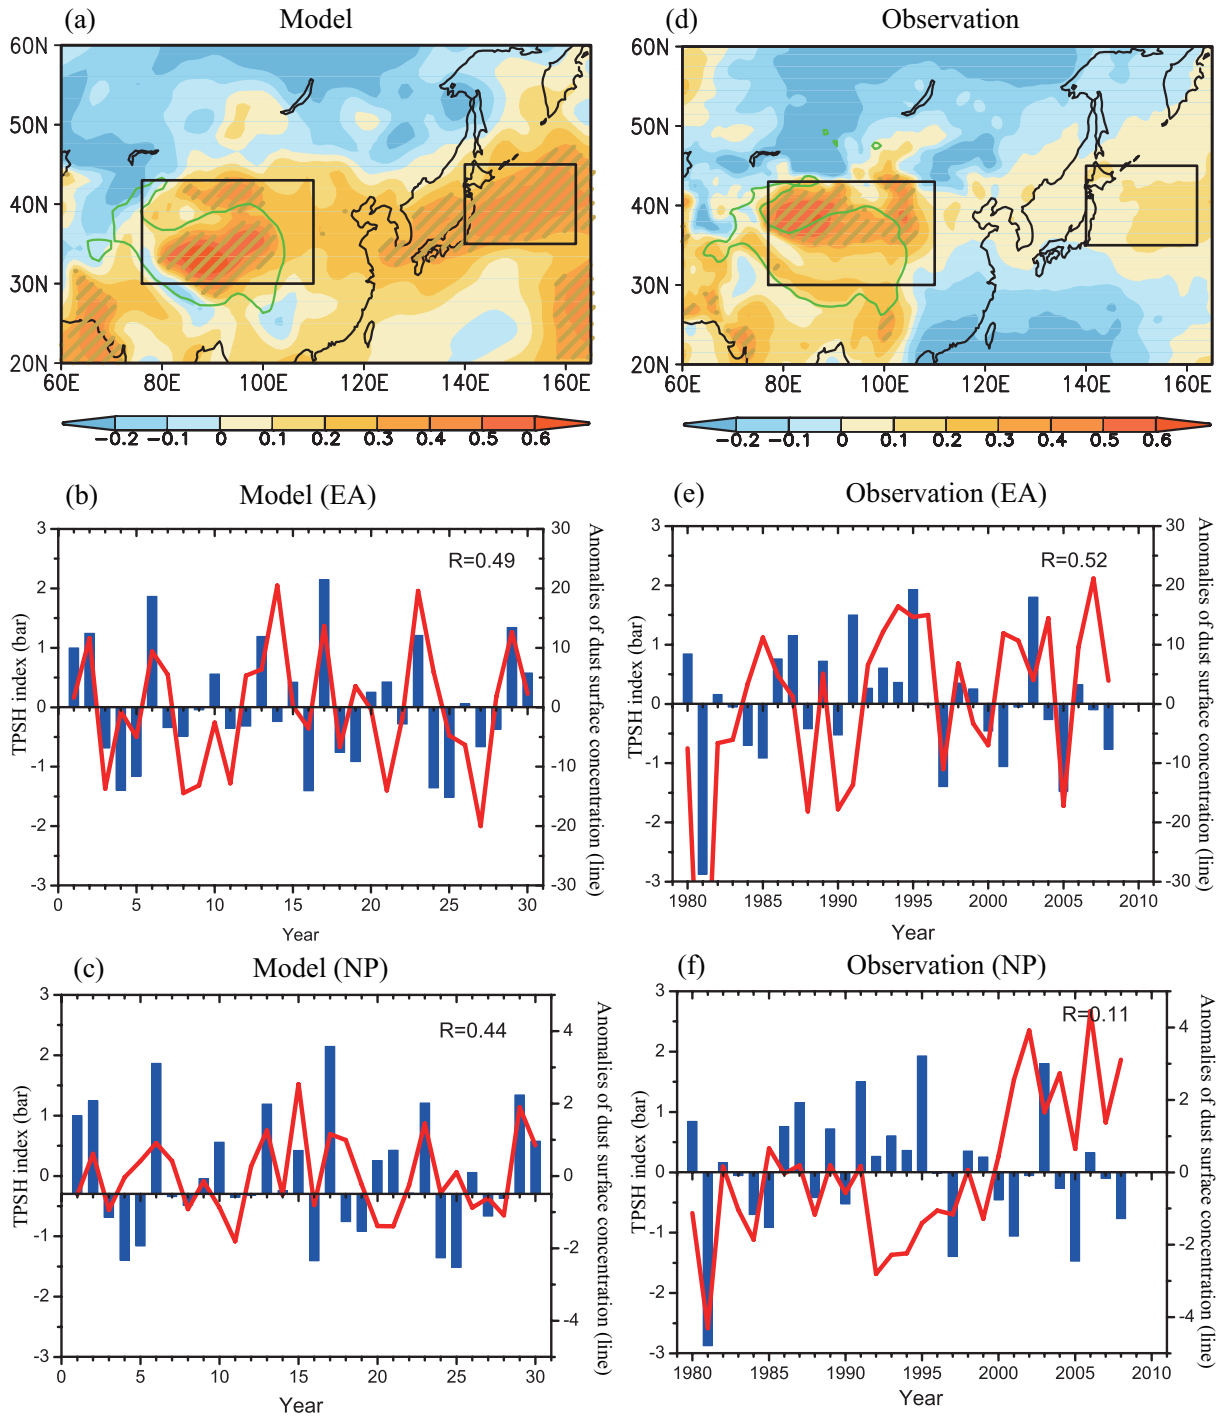 (a) Model
60N
50N
40N
30N
20N
60E 80E 100E 120E 140E 160E
−0.2 −0.1 0 0.1 0.2 0.3 0.4 0.5 0.6
(d) Observation
60N
50N
40N
30N
20N
60E 80E 100E 120E 140E 160E
−0.2 −0.1 0 0.1 0.2 0.3 0.4 0.5 0.6
(b) Model (EA)
R=0.49
TPSH index (bar)
3
2
1
0
-1
-2
-3
30
20
10
0
-10
-20
-30
Anomalies of dust surface concentration (line)
0 5 10 15 20 25 30
Year
(e) Observation (EA)
R=0.52
TPSH index (bar)
3
2
1
0
-1
-2
-3
30
20
10
0
-10
-20
-30
Anomalies of dust surface concentration (line)
1980 1985 1990 1995 2000 2005 2010
Year
(c) Model (NP)
R=0.44
TPSH index (bar)
3
2
1
0
-1
-2
-3
4
2
0
-2
-4
Anomalies of dust surface concentration (line)
0 5 10 15 20 25 30
Year
(f) Observation (NP)
R=0.11
TPSH index (bar)
3
2
1
0
-1
-2
-3
4
2
0
-2
-4
Anomalies of dust surface concentration (line)
1980 1985 1990 1995 2000 2005 2010
Year